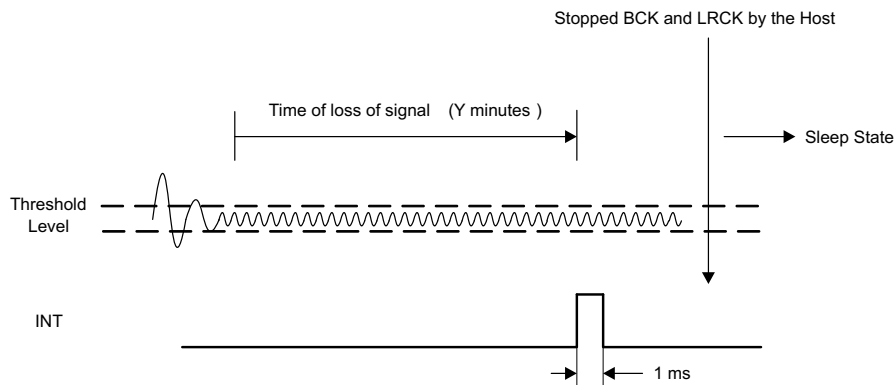 Stopped BCK and LRCK by the Host
Time of loss of signal (Y minutes )
Sleep State
Threshold
Level
INT
1 ms